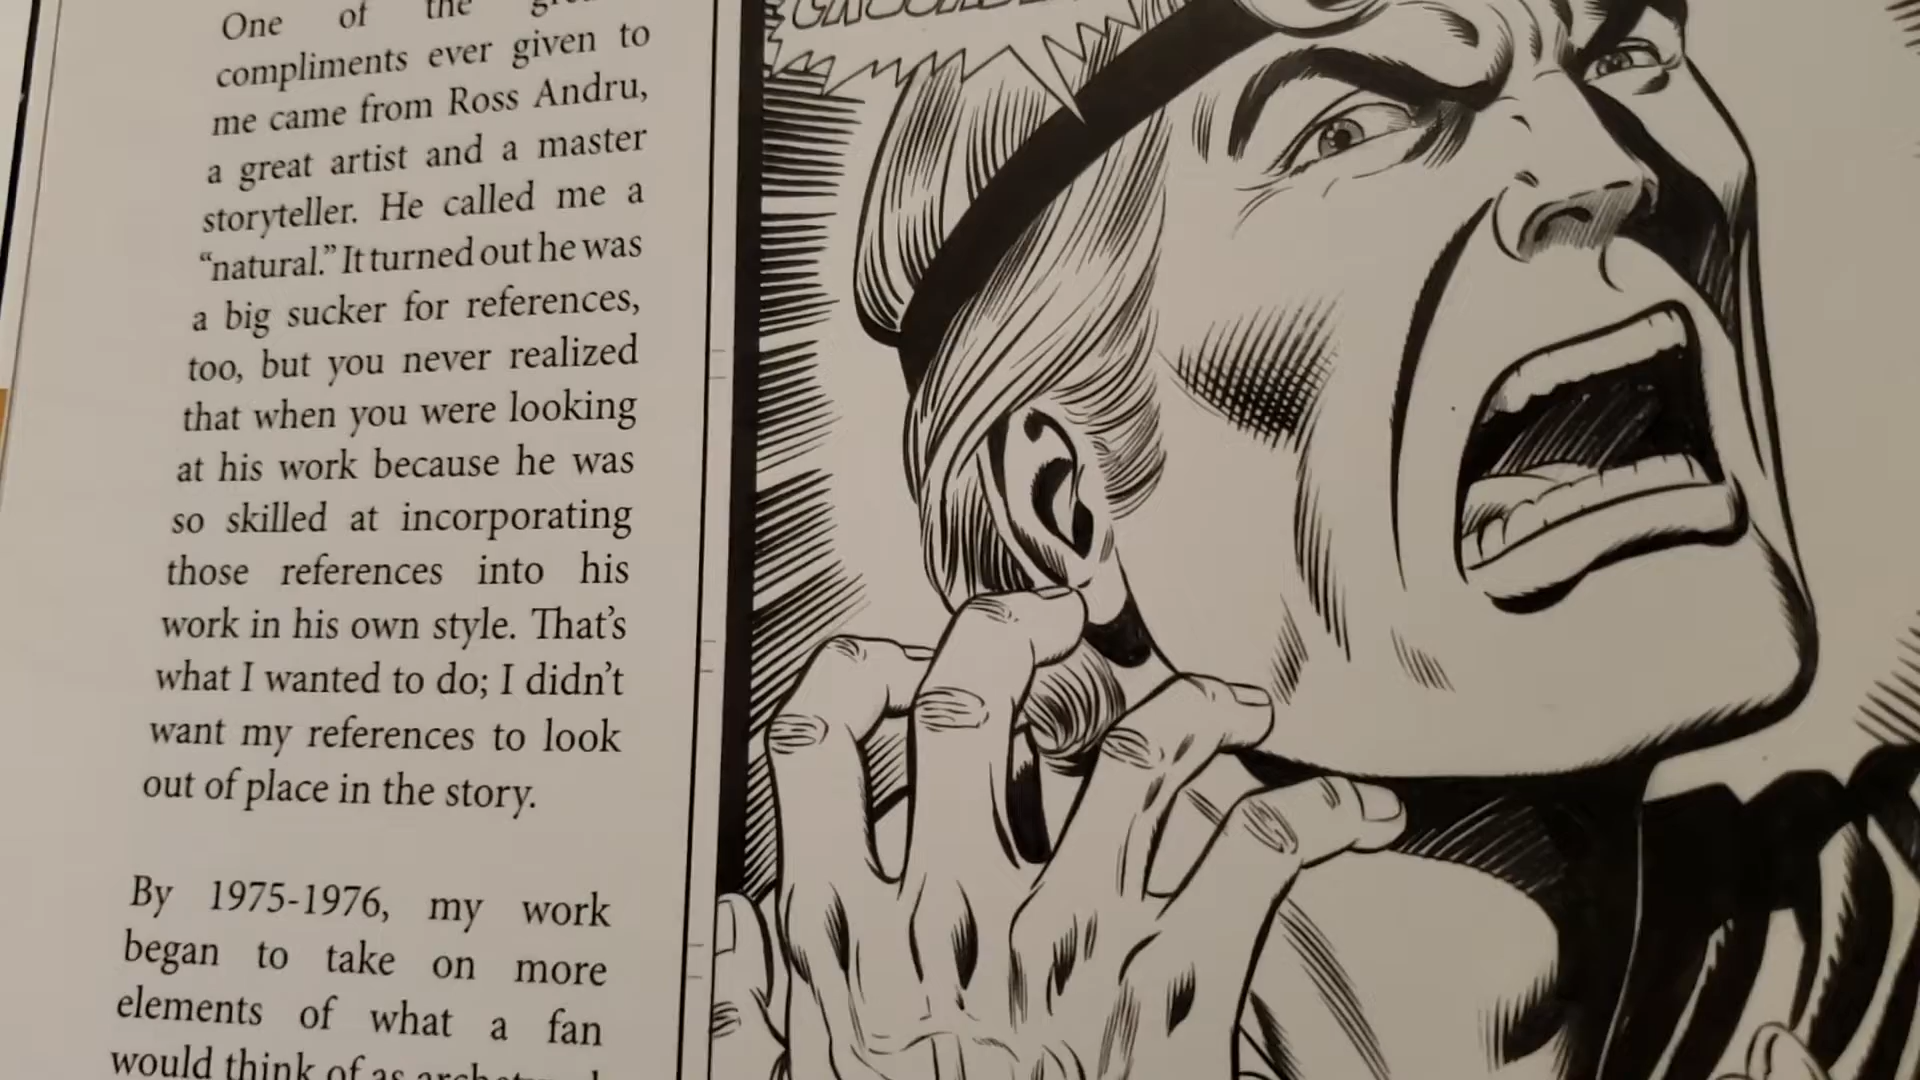 One of the
compliments ever given to
me came from Ross Andru,
a great artist and a master
storyteller. He called me a
“natural.” It turned out he was
a big sucker for references,
too, but you never realized
that when you were looking
at his work because he was
so skilled at incorporating
those references into his
work in his own style. That’s
what I wanted to do; I didn’t
want my references to look
out of place in the story.
By 1975-1976, my work
began to take on more
elements of what a fan
would think of as